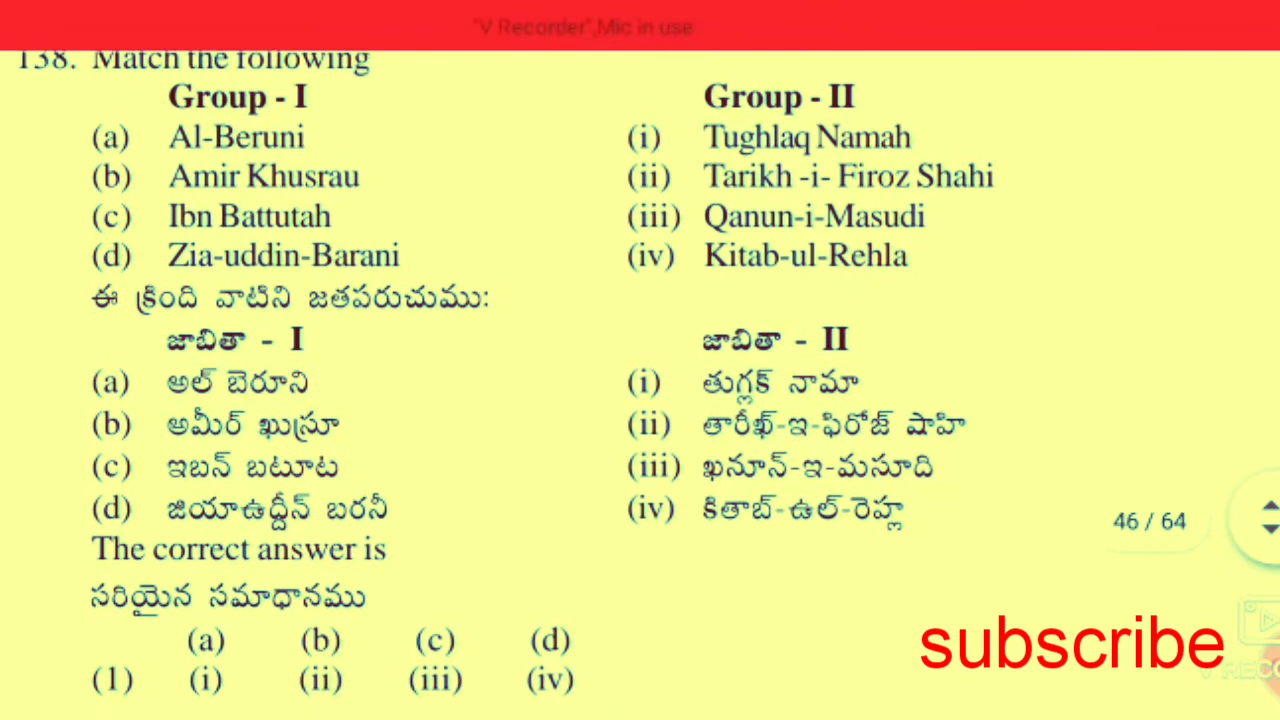 "V Recorder",Mic in use
138. Match the following
Group - I Group - II
(a) Al-Beruni (i) Tughlaq Namah
(b) Amir Khusrau (ii) Tarikh -i- Firoz Shahi
(c) Ibn Battutah (iii) Qanun-i-Masudi
(d) Zia-uddin-Barani (iv) Kitab-ul-Rehla
ఈ క్రింది వాటిని జతపరుచుము:
జాబితా - I జాబితా - II
(a) అల్ బెరూని (i) తుగ్లక్ నామా
(b) అమీర్ ఖుస్రూ (ii) తారీఖ్-ఇ-ఫిరోజ్ షాహి
(c) ఇబన్ బటూట (iii) ఖనూన్-ఇ-మసూది
(d) జియాఉద్దీన్ బరనీ (iv) కితాబ్-ఉల్-రెహ్ల
46 / 64
The correct answer is
సరియైన సమాధానము
(a) (b) (c) (d)
(1) (i) (ii) (iii) (iv)
subscribe